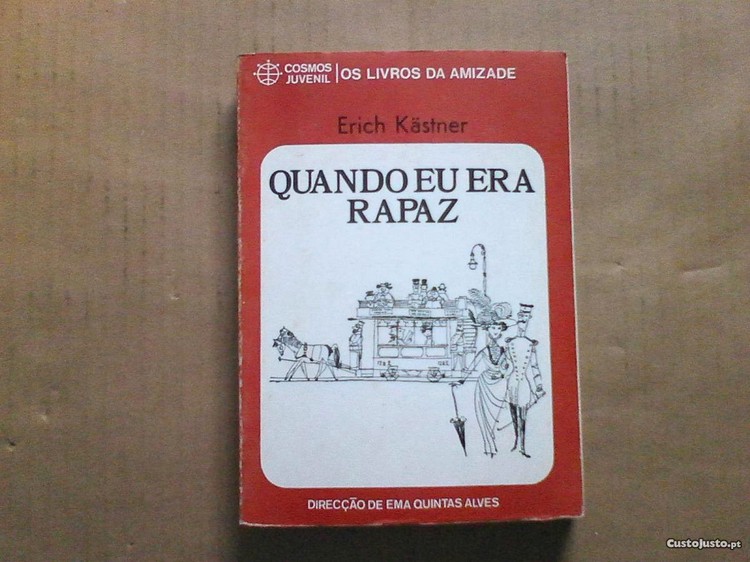 COSMOS
JUVENIL
OS LIVROS DA AMIZADE
Erich Kästner
QUANDO EU ERA
RAPAZ
DIRECÇÃO DE EMA QUINTAS ALVES
CustoJusto.pt